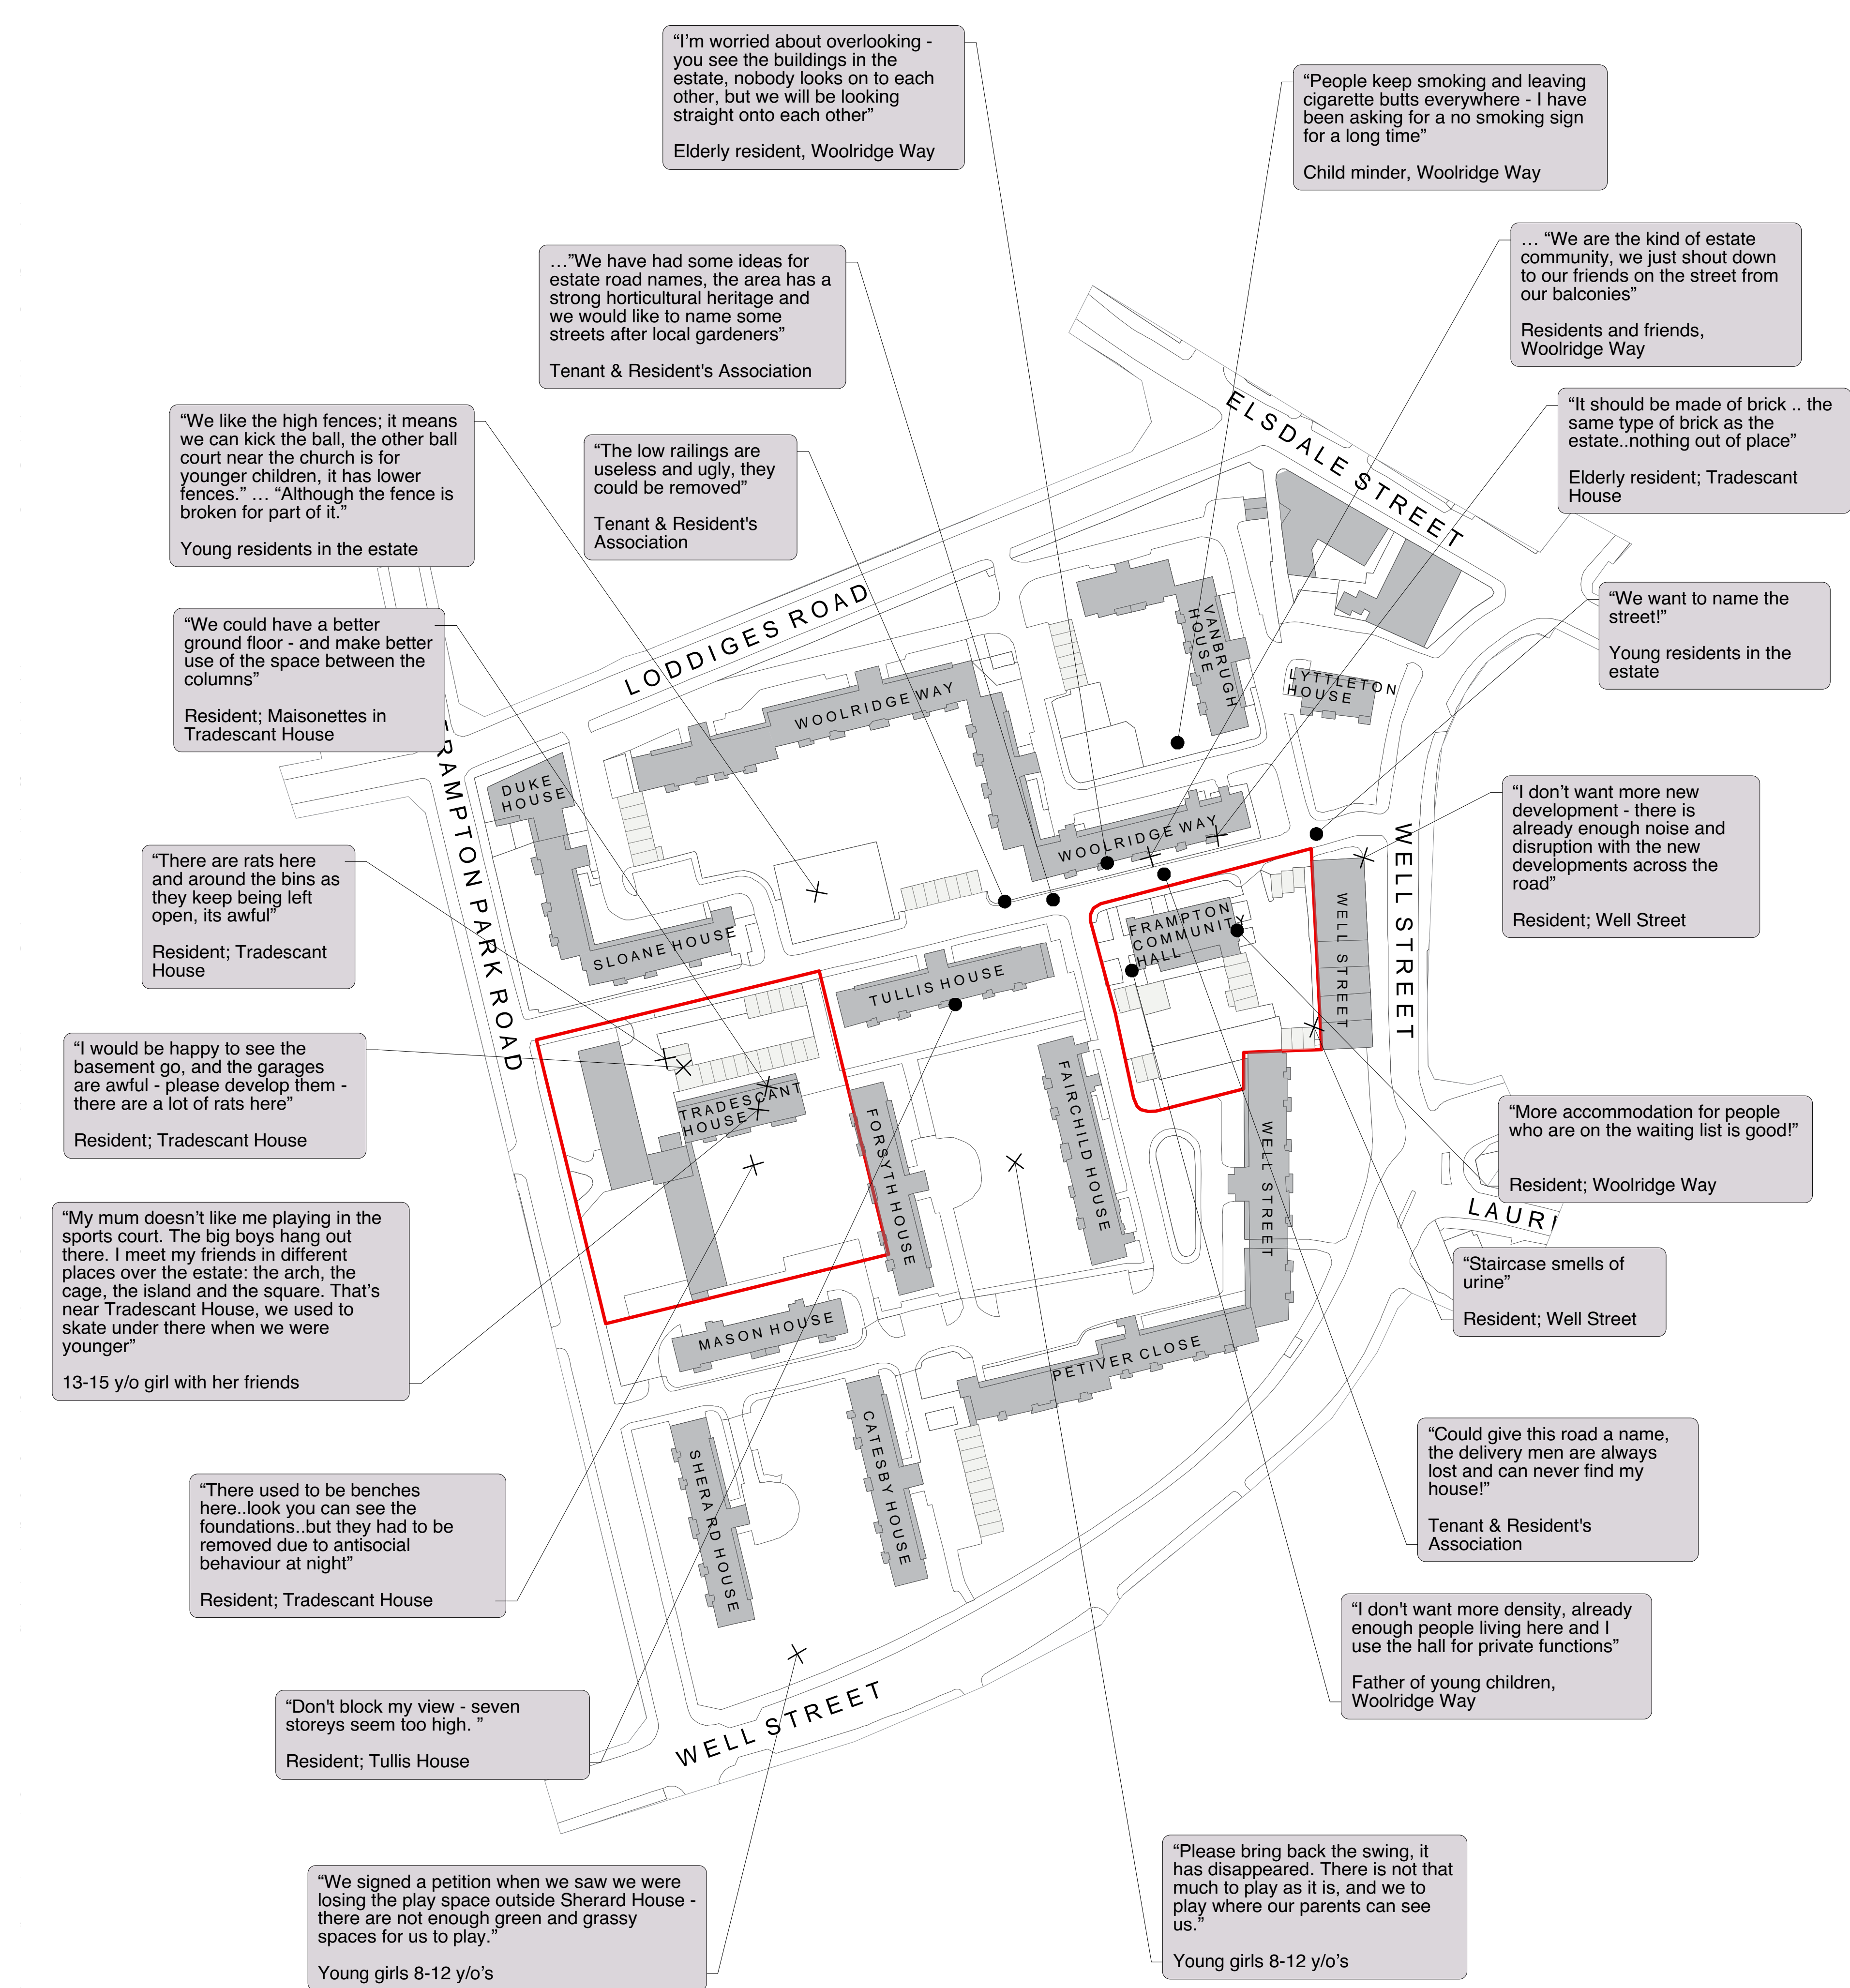 “I’m worried about overlooking -
you see the buildings in the
estate, nobody looks on to each
other, but we will be looking
straight onto each other”
Elderly resident, Woolridge Way
“People keep smoking and leaving
cigarette butts everywhere - I have
been asking for a no smoking sign
for a long time”
Child minder, Woolridge Way
… “We are the kind of estate
community, we just shout down
to our friends on the street from
our balconies”
Residents and friends,
Woolridge Way
…”We have had some ideas for
estate road names, the area has a
strong horticultural heritage and
we would like to name some
streets after local gardeners”
Tenant & Resident's Association
“It should be made of brick .. the
same type of brick as the
estate..nothing out of place”
Elderly resident; Tradescant
House
“We like the high fences; it means
we can kick the ball, the other ball
court near the church is for
younger children, it has lower
fences.” … “Although the fence is
broken for part of it.”
Young residents in the estate
“The low railings are
useless and ugly, they
could be removed”
Tenant & Resident's
Association
“We want to name the
street!”
Young residents in the
estate
“We could have a better
ground floor - and make better
use of the space between the
columns”
Resident; Maisonettes in
Tradescant House
“I don’t want more new
development - there is
already enough noise and
disruption with the new
developments across the
road”
Resident; Well Street
“There are rats here
and around the bins as
they keep being left
open, its awful”
Resident; Tradescant
House
“I would be happy to see the
basement go, and the garages
are awful - please develop them -
there are a lot of rats here”
Resident; Tradescant House
“More accommodation for people
who are on the waiting list is good!”
Resident; Woolridge Way
“My mum doesn’t like me playing in the
sports court. The big boys hang out
there. I meet my friends in different
places over the estate: the arch, the
cage, the island and the square. That’s
near Tradescant House, we used to
skate under there when we were
younger”
13-15 y/o girl with her friends
“Staircase smells of
urine”
Resident; Well Street
“Could give this road a name,
the delivery men are always
lost and can never find my
house!”
Tenant & Resident's
Association
“There used to be benches
here..look you can see the
foundations..but they had to be
removed due to antisocial
behaviour at night”
Resident; Tradescant House
“I don't want more density, already
enough people living here and I
use the hall for private functions”
Father of young children,
Woolridge Way
“Don't block my view - seven
storeys seem too high. ”
Resident; Tullis House
“Please bring back the swing, it
has disappeared. There is not that
much to play as it is, and we to
play where our parents can see
us.”
Young girls 8-12 y/o’s
“We signed a petition when we saw we were
losing the play space outside Sherard House -
there are not enough green and grassy
spaces for us to play.”
Young girls 8-12 y/o’s
ELSDALE STREET
LODDIGES ROAD
VANBRUGH
HOUSE
LYTTLETON
HOUSE
WOOLRIDGE WAY
DUKE
HOUSE
RAMPTON PARK ROAD
WOOLRIDGE WAY
WELL STREET
WELL STREET
FRAMPTON
COMMUNITY
HALL
SLOANE HOUSE
TULLIS HOUSE
TRADESCANT
HOUSE
FORSYTH HOUSE
FAIRCHILD HOUSE
WELL STREET
LAURI
MASON HOUSE
PETIVER CLOSE
SHERARD HOUSE
CATESBY HOUSE
WELL STREET